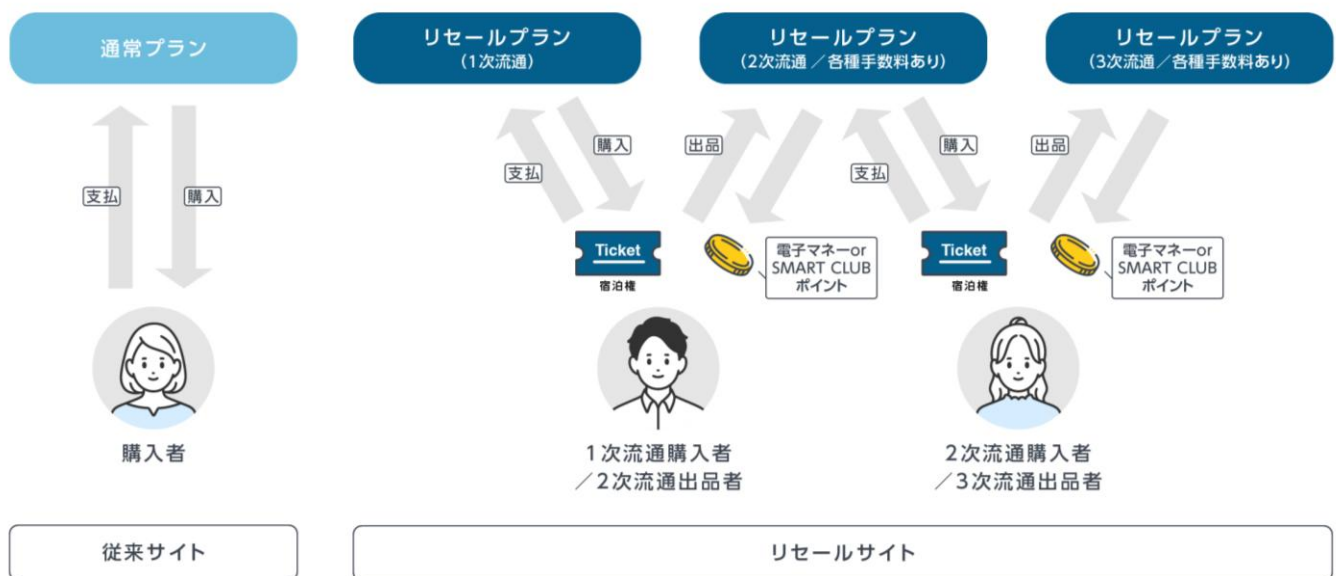 通常プラン
リセールプラン
(1次流通)
リセールプラン
(2次流通／各種手数料あり)
リセールプラン
(3次流通／各種手数料あり)
支払
購入
支払
購入
出品
支払
購入
出品
Ticket
宿泊権
電子マネーor
SMART CLUB
ポイント
Ticket
宿泊権
電子マネーor
SMART CLUB
ポイント
購入者
1次流通購入者
／2次流通出品者
2次流通購入者
／3次流通出品者
従来サイト
リセールサイト